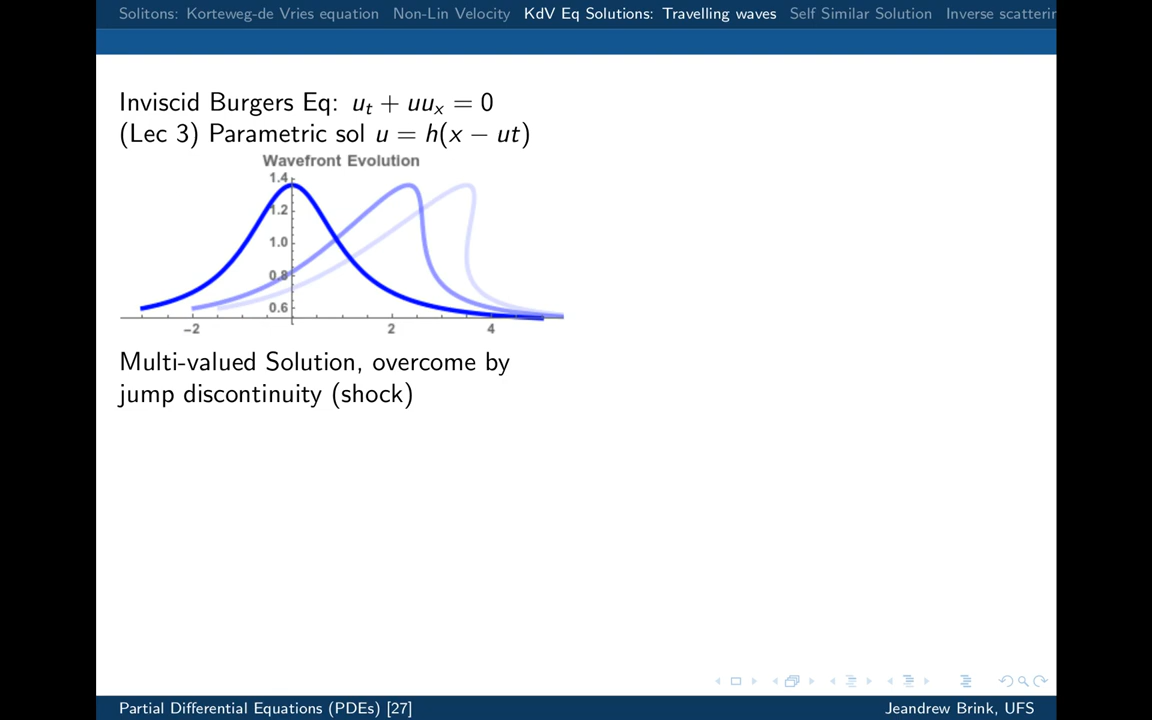 Solitons: Korteweg-de Vries equation Non-Lin Velocity KdV Eq Solutions: Travelling waves Self Similar Solution Inverse scatterin
Inviscid Burgers Eq: u_t + uu_x = 0
(Lec 3) Parametric sol u = h(x − ut)
Wavefront Evolution
1.4
1.2
1.0
0.8
0.6
−2 2 4
Multi-valued Solution, overcome by
jump discontinuity (shock)
Partial Differential Equations (PDEs) [27] Jeandrew Brink, UFS